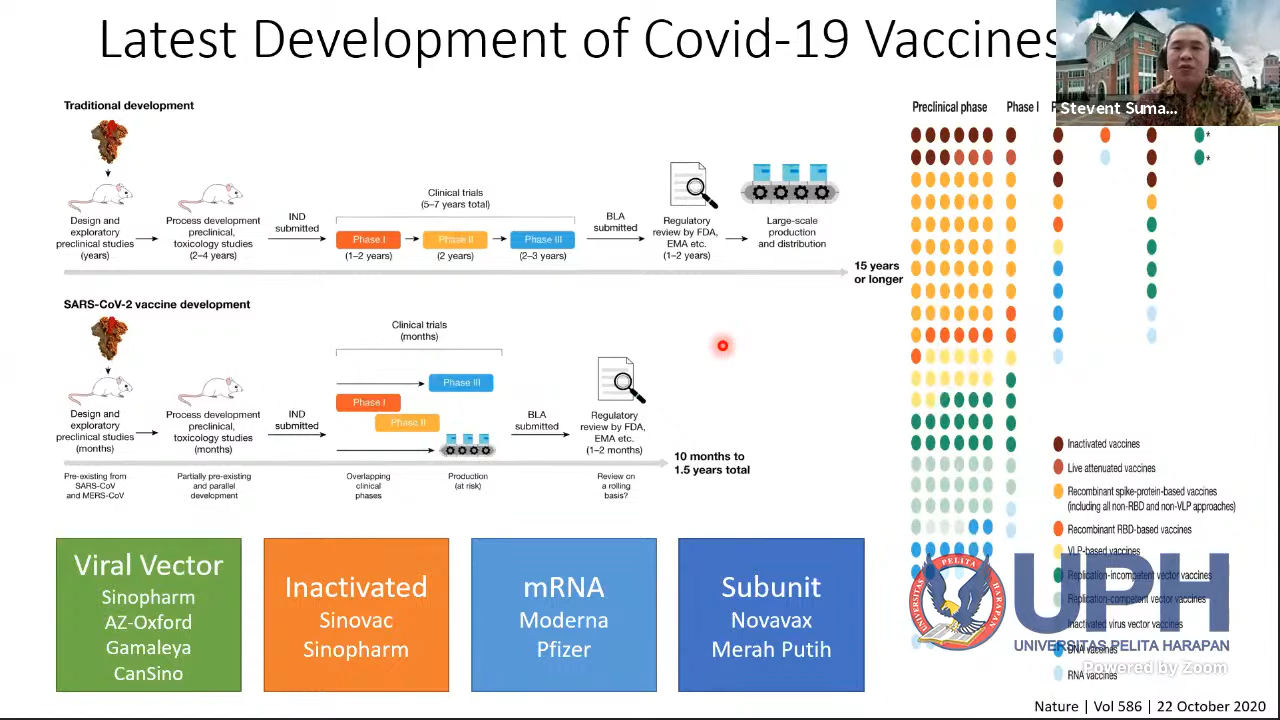 Latest Development of Covid-19 Vaccines
Stevent Suma...
Traditional development
Design and
exploratory
preclinical studies
(years)
Process development
preclinical,
toxicology studies
(2–4 years)
IND
submitted
Clinical trials
(5–7 years total)
Phase I
Phase II
Phase III
(1–2 years)
(2 years)
(2–3 years)
BLA
submitted
Regulatory
review by FDA,
EMA etc.
(1–2 years)
Large-scale
production
and distribution
15 years
or longer
SARS-CoV-2 vaccine development
Design and
exploratory
preclinical studies
(months)
Process development
preclinical,
toxicology studies
(months)
IND
submitted
Clinical trials
(months)
Phase III
Phase I
Phase II
BLA
submitted
Regulatory
review by FDA,
EMA etc.
(1–2 months)
10 months to
1.5 years total
Pre-existing from
SARS-CoV
and MERS-CoV
Partially pre-existing
and parallel
development
Overlapping
clinical
phases
Production
(at risk)
Review on
a rolling
basis?
Preclinical phase
Phase I
*
*
Inactivated vaccines
Live attenuated vaccines
Recombinant spike-protein-based vaccines
(including all non-RBD and non-VLP approaches)
Recombinant RBD-based vaccines
VLP-based vaccines
Replication-incompetent vector vaccines
Replication-competent vector vaccines
Inactivated virus vector vaccines
DNA vaccines
RNA vaccines
Viral Vector
Sinopharm
AZ-Oxford
Gamaleya
CanSino
Inactivated
Sinovac
Sinopharm
mRNA
Moderna
Pfizer
Subunit
Novavax
Merah Putih
PELITA HARAPAN
UPH
UNIVERSITAS PELITA HARAPAN
Powered by Zoom
Nature | Vol 586 | 22 October 2020